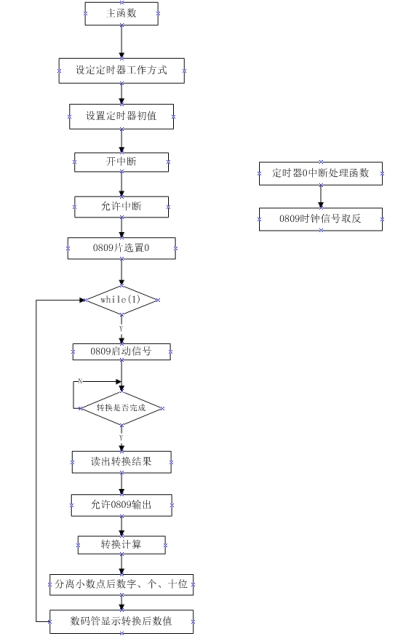 主函数
设定定时器工作方式
设置定时器初值
开中断
允许中断
0809片选置0
while(1)
Y
0809启动信号
N
转换是否完成
Y
读出转换结果
允许0809输出
转换计算
分离小数点后数字、个、十位
数码管显示转换后数值
定时器0中断处理函数
0809时钟信号取反